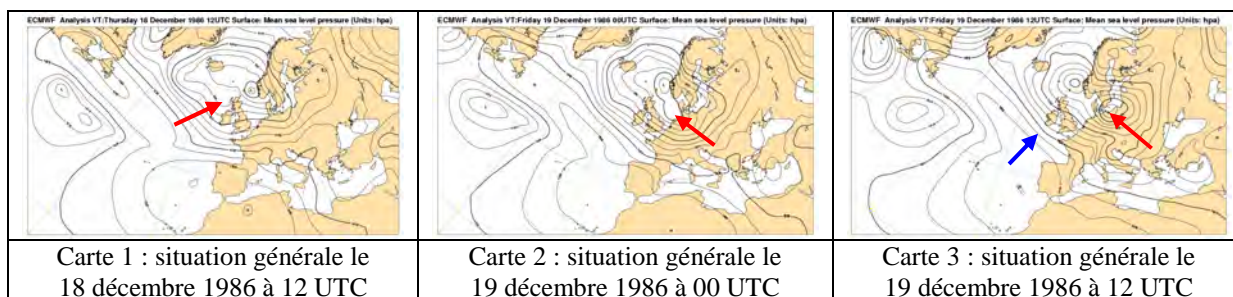 ECMWF Analysis VT:Thursday 18 December 1986 12UTC Surface: Mean sea level pressure (Units: hpa)
ECMWF Analysis VT:Friday 19 December 1986 00UTC Surface: Mean sea level pressure (Units: hpa)
ECMWF Analysis VT:Friday 19 December 1986 12UTC Surface: Mean sea level pressure (Units: hpa)
Carte 1 : situation générale le
18 décembre 1986 à 12 UTC
Carte 2 : situation générale le
19 décembre 1986 à 00 UTC
Carte 3 : situation générale le
19 décembre 1986 à 12 UTC